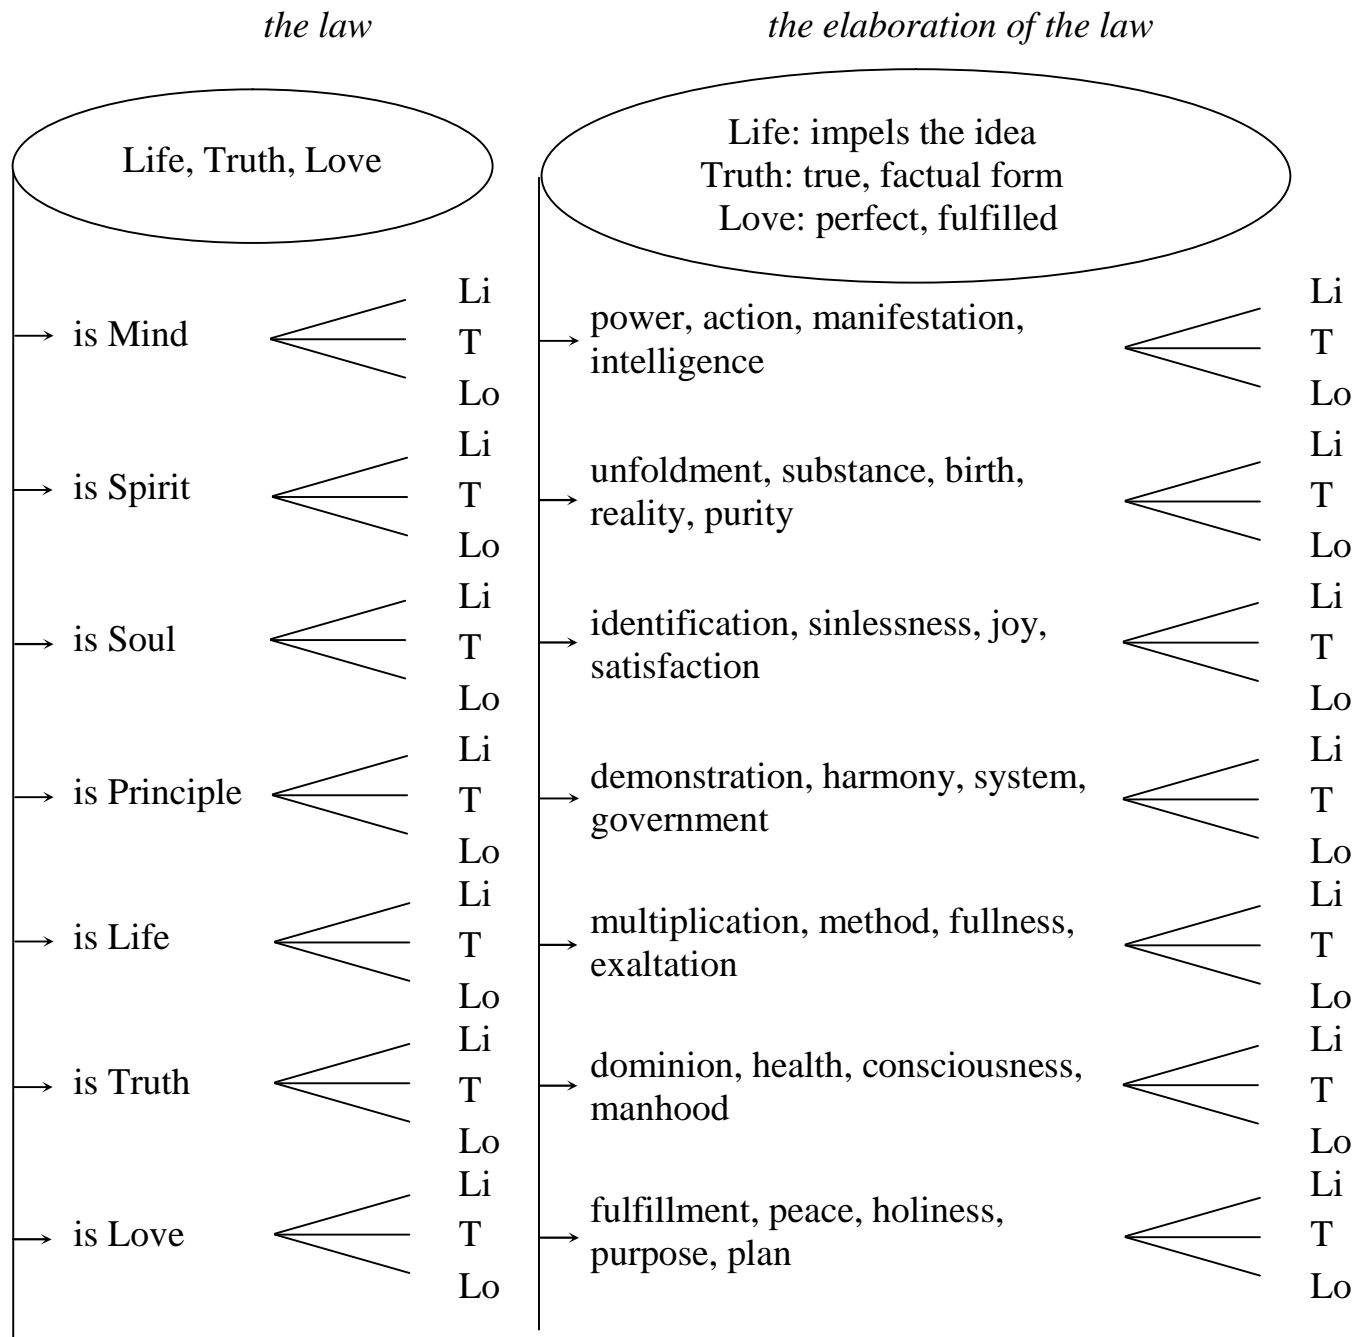 the law
the elaboration of the law
Life, Truth, Love
Life: impels the idea
Truth: true, factual form
Love: perfect, fulfilled
is Mind
Li
T
Lo
power, action, manifestation,
intelligence
Li
T
Lo
is Spirit
Li
T
Lo
unfoldment, substance, birth,
reality, purity
Li
T
Lo
is Soul
Li
T
Lo
identification, sinlessness, joy,
satisfaction
Li
T
Lo
is Principle
Li
T
Lo
demonstration, harmony, system,
government
Li
T
Lo
is Life
Li
T
Lo
multiplication, method, fullness,
exaltation
Li
T
Lo
is Truth
Li
T
Lo
dominion, health, consciousness,
manhood
Li
T
Lo
is Love
Li
T
Lo
fulfillment, peace, holiness,
purpose, plan
Li
T
Lo